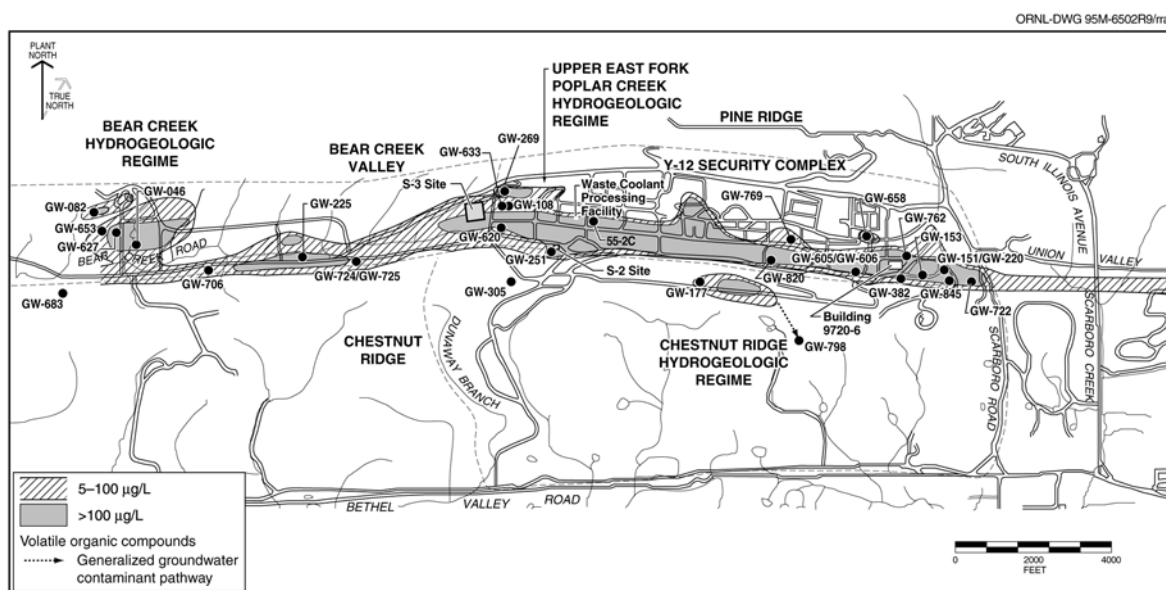 ORNL-DWG 95M-6502R9/rra
PLANT
NORTH
TRUE
NORTH
UPPER EAST FORK
POPLAR CREEK
HYDROGEOLOGIC
REGIME
PINE RIDGE
BEAR CREEK
HYDROGEOLOGIC
REGIME
BEAR CREEK
VALLEY
GW-269
GW-633
Y-12 SECURITY COMPLEX
SOUTH ILLINOIS AVENUE
S-3 Site
GW-046
GW-082
GW-225
GW-108
Waste Coolant
Processing
Facility
GW-769
GW-658
GW-762
GW-153
GW-653
GW-627
BEAR CREEK ROAD
GW-620
55-2C
GW-605/GW-606
GW-151/GW-220
UNION VALLEY
GW-251
S-2 Site
GW-724/GW-725
GW-706
GW-683
GW-305
GW-177
GW-820
GW-382
GW-845
GW-722
Building
9720-6
CHESTNUT
RIDGE
DUNAWAY BRANCH
CHESTNUT RIDGE
HYDROGEOLOGIC
REGIME
GW-798
SCARBORO ROAD
SCARBORO CREEK
BETHEL VALLEY ROAD
5–100 µg/L
>100 µg/L
Volatile organic compounds
Generalized groundwater
contaminant pathway
0 2000 4000
FEET